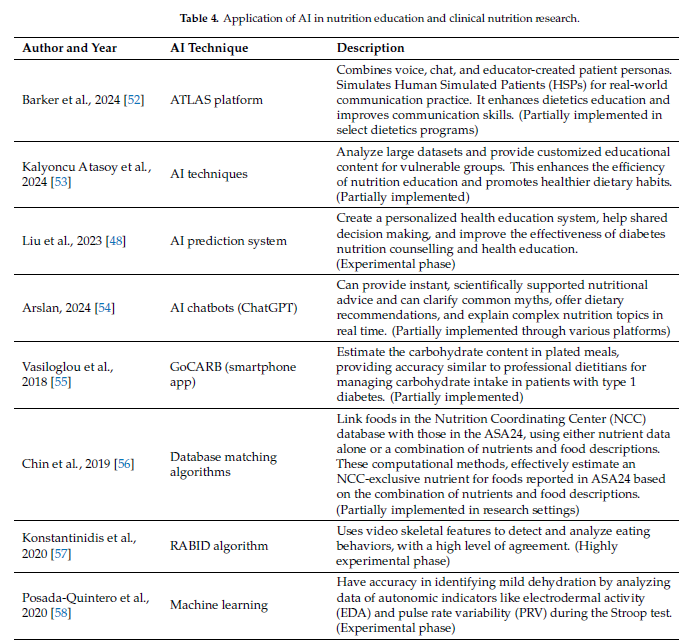 Table 4. Application of AI in nutrition education and clinical nutrition research.
Author and Year AI Technique Description
Barker et al., 2024 [52] ATLAS platform Combines voice, chat, and educator-created patient personas.
Simulates Human Simulated Patients (HSPs) for real-world
communication practice. It enhances dietetics education and
improves communication skills. (Partially implemented in
select dietetics programs)
Kalyoncu Atasoy et al.,
2024 [53]
AI techniques
Analyze large datasets and provide customized educational
content for vulnerable groups. This enhances the efficiency
of nutrition education and promotes healthier dietary habits.
(Partially implemented)
Liu et al., 2023 [48]
AI prediction system
Create a personalized health education system, help shared
decision making, and improve the effectiveness of diabetes
nutrition counselling and health education.
(Experimental phase)
Arslan, 2024 [54]
AI chatbots (ChatGPT)
Can provide instant, scientifically supported nutritional
advice and can clarify common myths, offer dietary
recommendations, and explain complex nutrition topics in
real time. (Partially implemented through various platforms)
Vasiloglou et al.,
2018 [55]
GoCARB (smartphone
app)
Estimate the carbohydrate content in plated meals,
providing accuracy similar to professional dietitians for
managing carbohydrate intake in patients with type 1
diabetes. (Partially implemented)
Chin et al., 2019 [56]
Database matching
algorithms
Link foods in the Nutrition Coordinating Center (NCC)
database with those in the ASA24, using either nutrient data
alone or a combination of nutrients and food descriptions.
These computational methods, effectively estimate an
NCC-exclusive nutrient for foods reported in ASA24 based
on the combination of nutrients and food descriptions.
(Partially implemented in research settings)
Konstantinidis et al.,
2020 [57]
RABID algorithm
Uses video skeletal features to detect and analyze eating
behaviors, with a high level of agreement. (Highly
experimental phase)
Posada-Quintero et al.,
2020 [58]
Machine learning
Have accuracy in identifying mild dehydration by analyzing
data of autonomic indicators like electrodermal activity
(EDA) and pulse rate variability (PRV) during the Stroop test.
(Experimental phase)